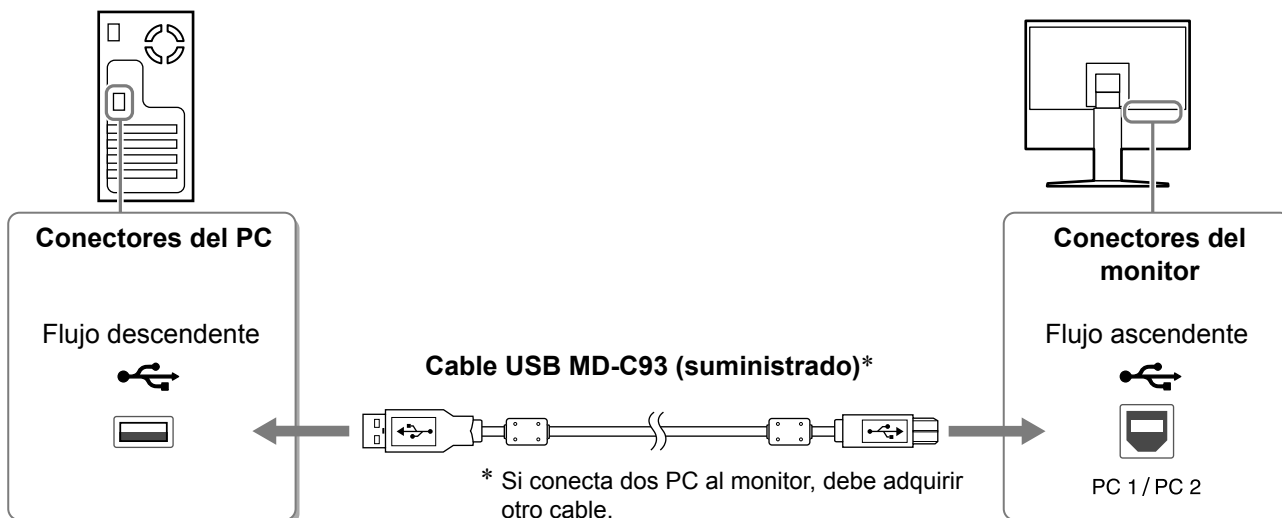 Conectores del PC
Flujo descendente
Cable USB MD-C93 (suministrado)*
* Si conecta dos PC al monitor, debe adquirir
otro cable.
Conectores del
monitor
Flujo ascendente
PC 1 / PC 2